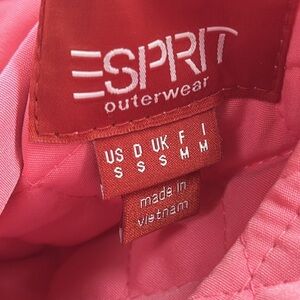 ESPRIT
outerwear
US D UK F I
S S S M M
made in
vietnam